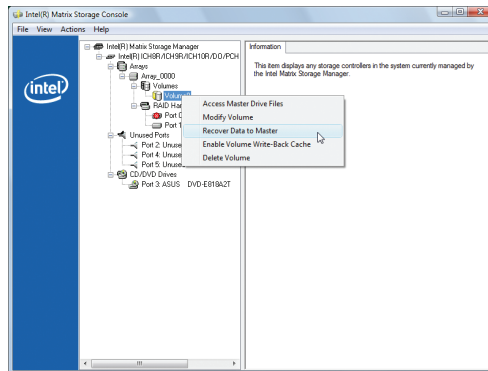 Intel(R) Matrix Storage Console
File View Actions Help
Intel(R) Matrix Storage Manager
Intel(R) ICH8R/ICH9R/ICH10R/DO/PCH
Arrays
Array_0000
Volumes
Volume0
RAID Har
Port 0
Port 1
Unused Ports
Port 2: Unuse
Port 4: Unuse
Port 5: Unuse
CD/DVD Drives
Port 3: ASUS DVD-E818A2T
Access Master Drive Files
Modify Volume
Recover Data to Master
Enable Volume Write-Back Cache
Delete Volume
Information
This item displays any storage controllers in the system currently managed by
the Intel Matrix Storage Manager.
intel